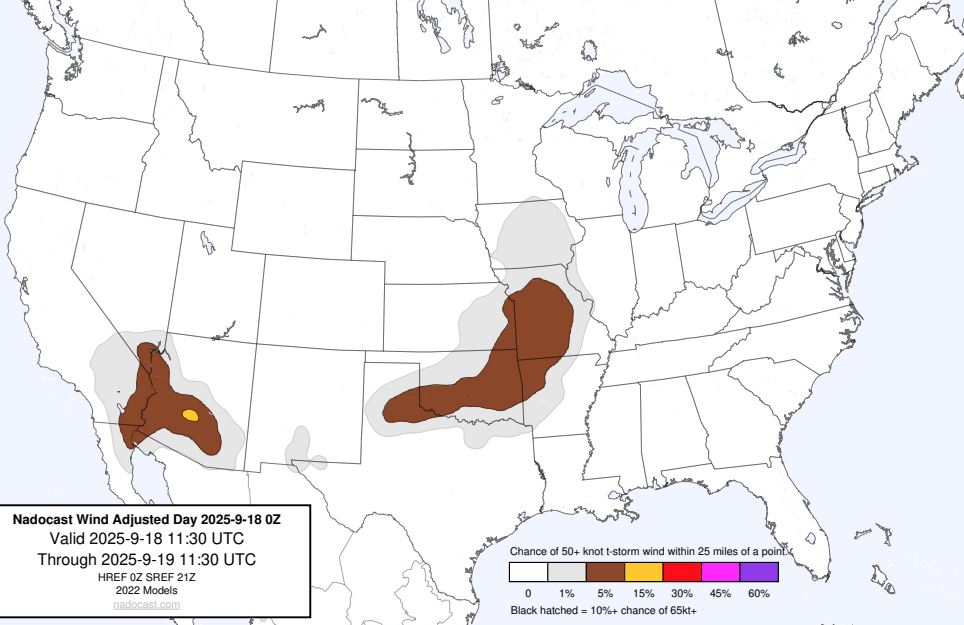 Nadocast Wind Adjusted Day 2025-9-18 0Z
Valid 2025-9-18 11:30 UTC
Through 2025-9-19 11:30 UTC
HREF 0Z SREF 21Z
2022 Models
nadocast.com
Chance of 50+ knot t-storm wind within 25 miles of a point.
0 1% 5% 15% 30% 45% 60%
Black hatched = 10%+ chance of 65kt+